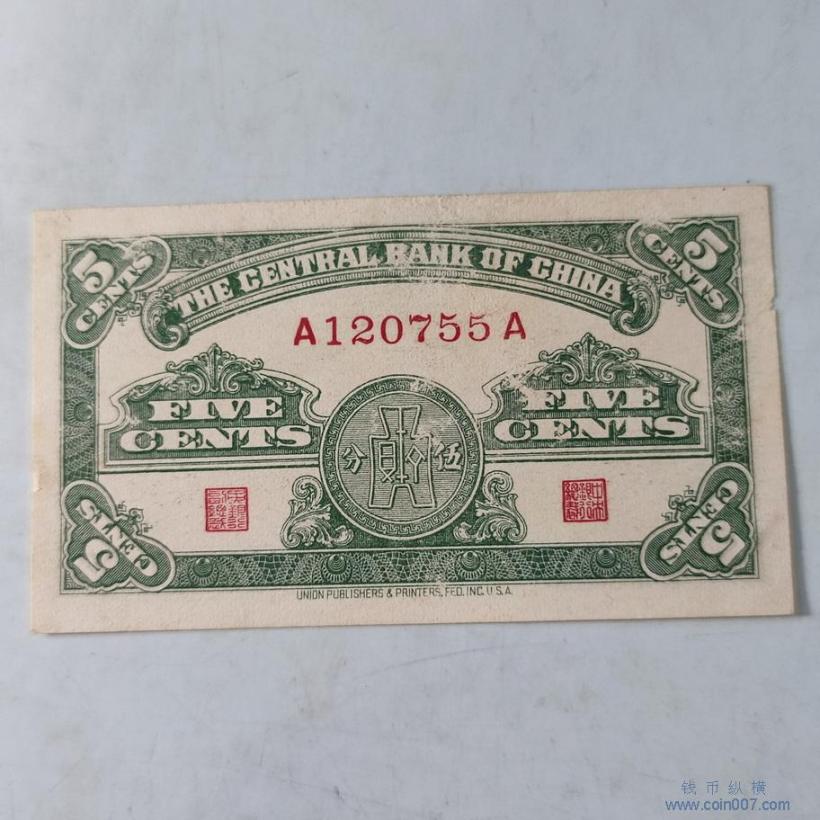 THE CENTRAL BANK OF CHINA
5 CENTS
5 CENTS
A120755A
FIVE CENTS
FIVE CENTS
分 伍
5 CENTS
5 CENTS
UNION PUBLISHERS & PRINTERS, FED. INC. U.S.A.
钱币纵横
www.coin007.com